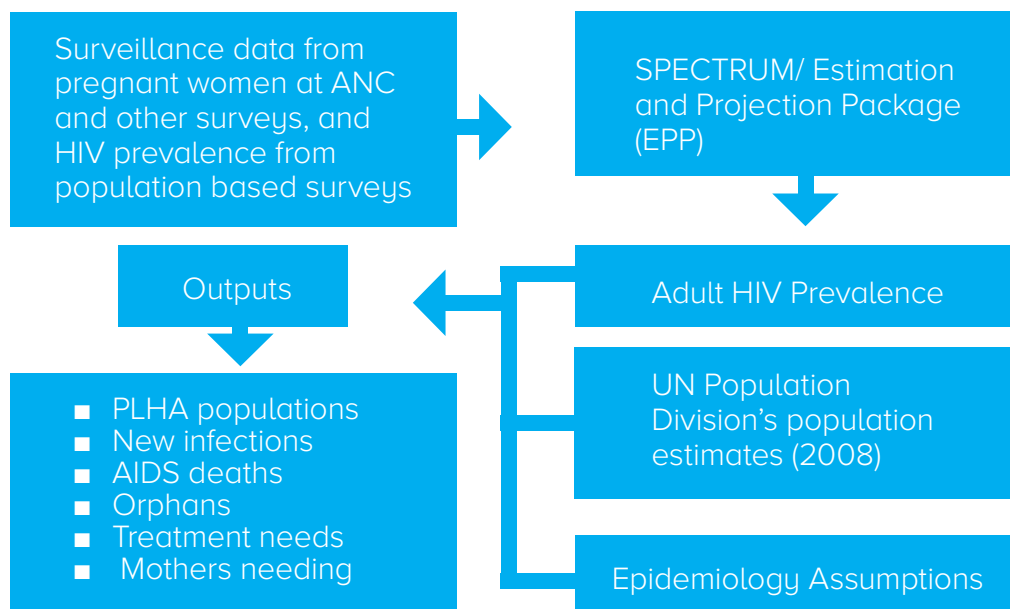 Surveillance data from
pregnant women at ANC
and other surveys, and
HIV prevalence from
population based surveys
SPECTRUM/ Estimation
and Projection Package
(EPP)
Adult HIV Prevalence
UN Population
Division’s population
estimates (2008)
Epidemiology Assumptions
Outputs
■ PLHA populations
■ New infections
■ AIDS deaths
■ Orphans
■ Treatment needs
■ Mothers needing